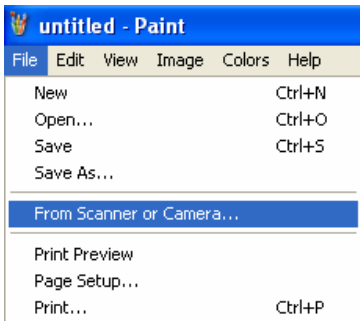 untitled - Paint
File Edit View Image Colors Help
New Ctrl+N
Open... Ctrl+O
Save Ctrl+S
Save As...
From Scanner or Camera...
Print Preview
Page Setup...
Print... Ctrl+P